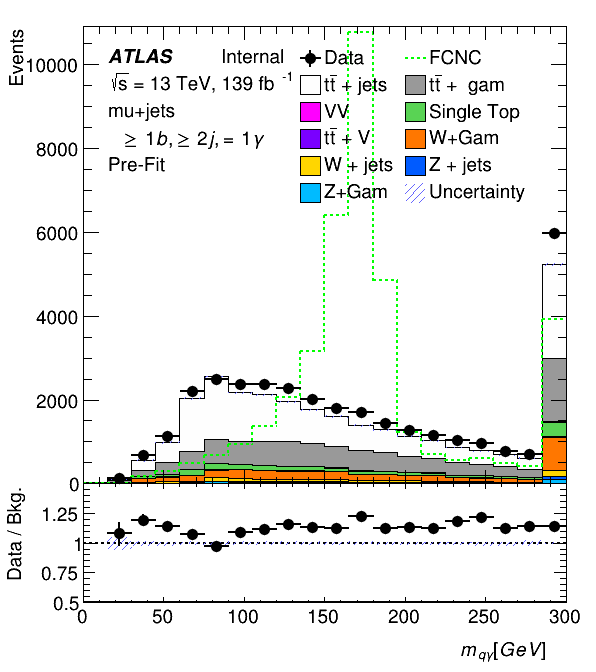 Events
10000
8000
6000
4000
2000
0
ATLAS Internal
√s = 13 TeV, 139 fb⁻¹
mu+jets
≥ 1b, ≥ 2j, = 1γ
Pre-Fit
Data
FCNC
tt̄ + jets
tt̄ + gam
VV
Single Top
tt̄ + V
W+Gam
W + jets
Z + jets
Z+Gam
Uncertainty
Data / Bkg.
1.25
1
0.75
0.5
0 50 100 150 200 250 300
m_qγ [GeV]